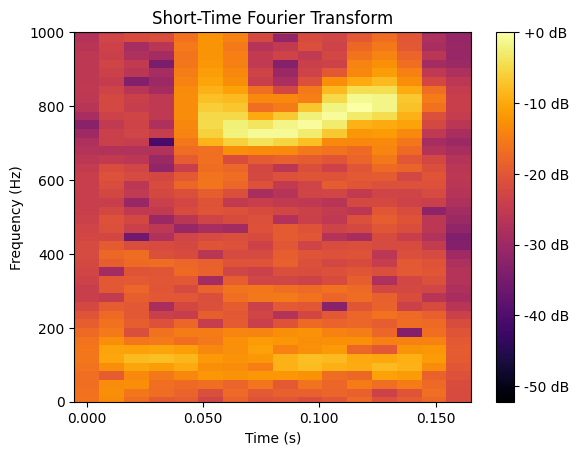 Short-Time Fourier Transform
1000
800
600
400
200
0
Frequency (Hz)
0.000
0.050
0.100
0.150
Time (s)
+0 dB
-10 dB
-20 dB
-30 dB
-40 dB
-50 dB